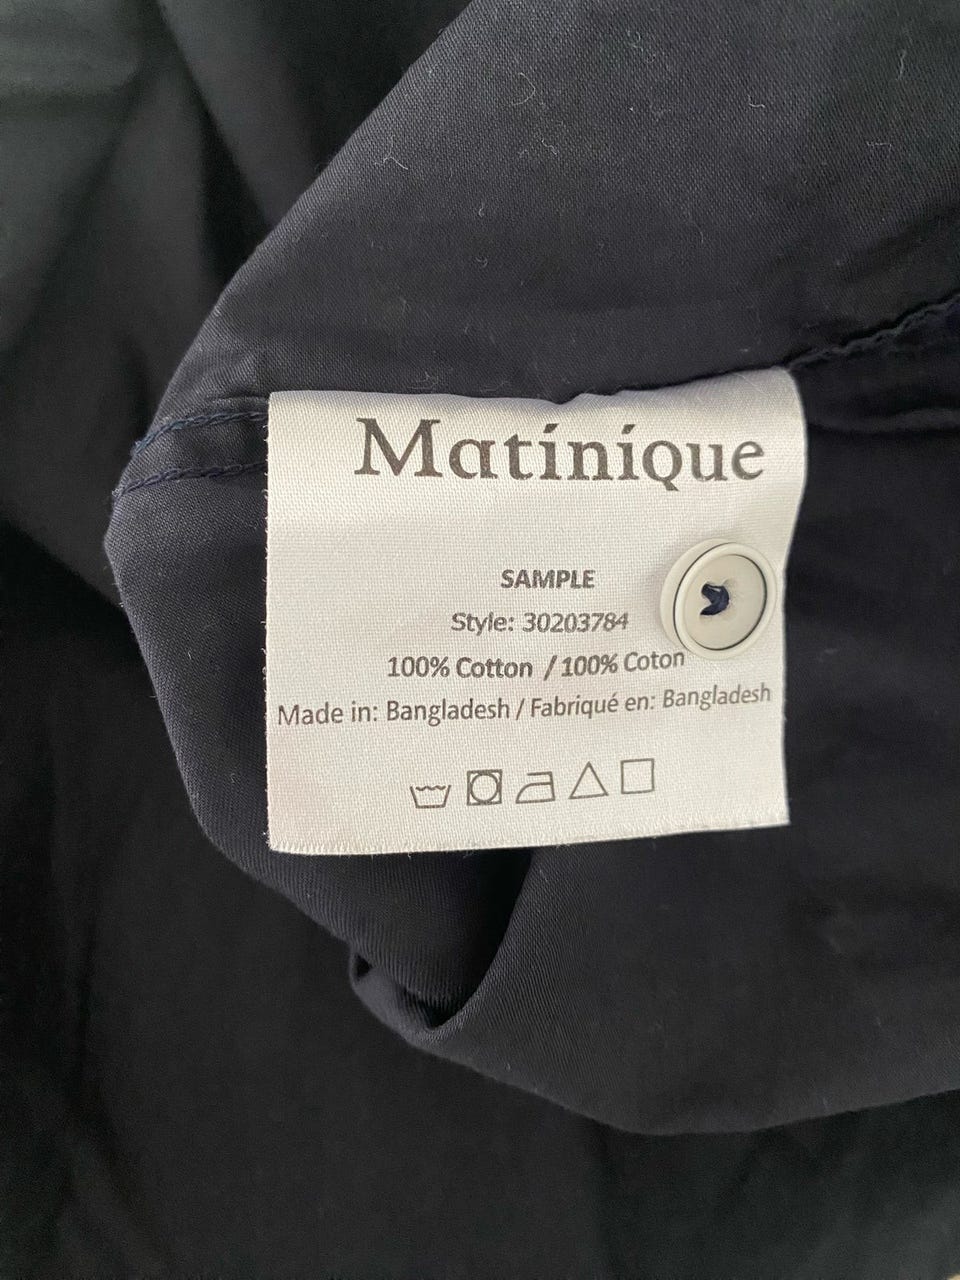 Matinique
SAMPLE
Style: 30203784
100% Cotton / 100% Coton
Made in: Bangladesh / Fabriqué en: Bangladesh